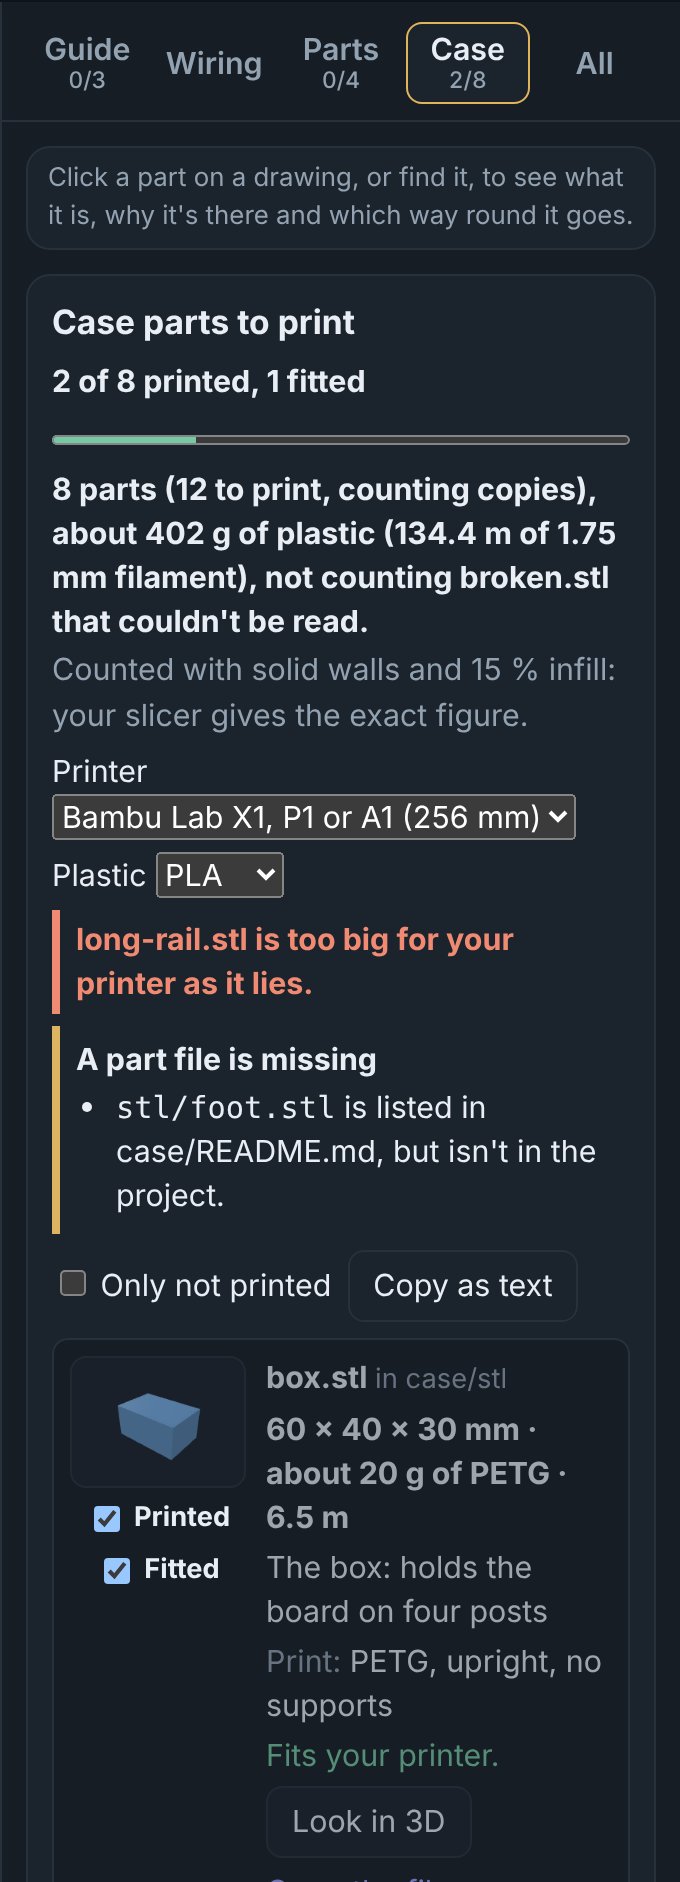 Guide
0/3
Wiring
Parts
0/4
Case
2/8
All
Click a part on a drawing, or find it, to see what
it is, why it's there and which way round it goes.
Case parts to print
2 of 8 printed, 1 fitted
8 parts (12 to print, counting copies),
about 402 g of plastic (134.4 m of 1.75
mm filament), not counting broken.stl
that couldn't be read.
Counted with solid walls and 15 % infill:
your slicer gives the exact figure.
Printer
Bambu Lab X1, P1 or A1 (256 mm)
Plastic PLA
long-rail.stl is too big for your
printer as it lies.
A part file is missing
• stl/foot.stl is listed in
case/README.md, but isn't in the
project.
Only not printed
Copy as text
box.stl in case/stl
60 × 40 × 30 mm ·
about 20 g of PETG ·
6.5 m
Printed
Fitted
The box: holds the
board on four posts
Print: PETG, upright, no
supports
Fits your printer.
Look in 3D